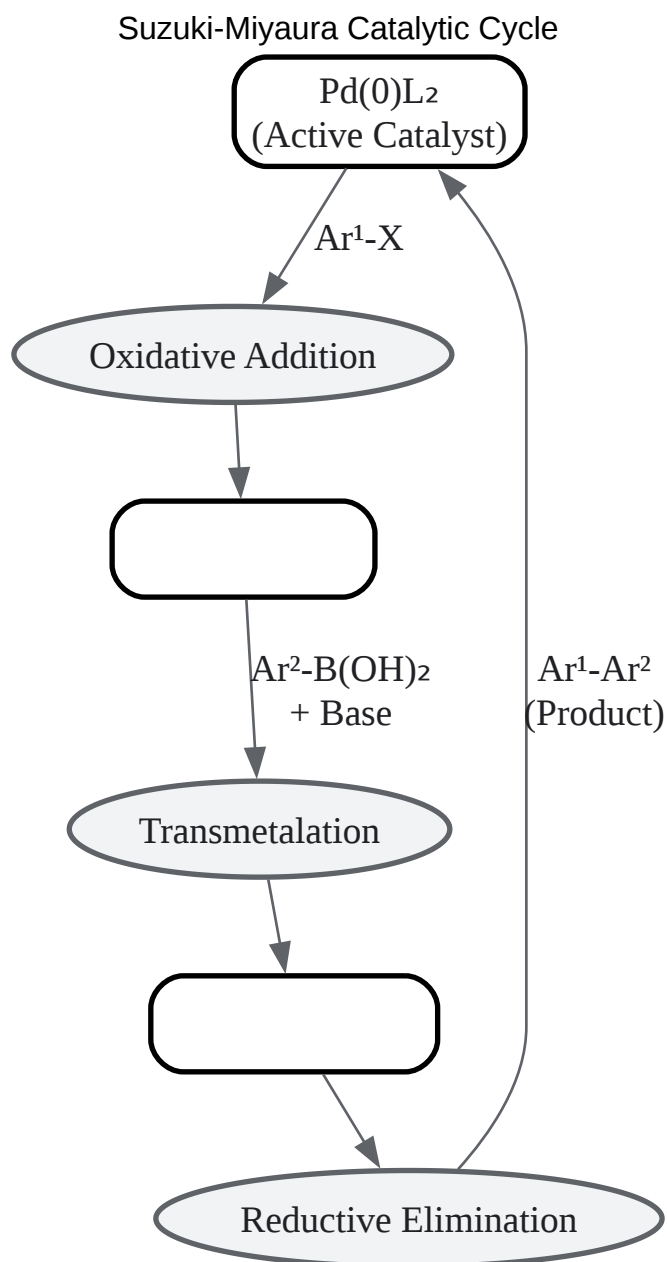 Suzuki-Miyaura Catalytic Cycle
Pd(0)L₂
(Active Catalyst)
Ar¹-X
Oxidative Addition
Ar²-B(OH)₂
+ Base
Ar¹-Ar²
(Product)
Transmetalation
Reductive Elimination